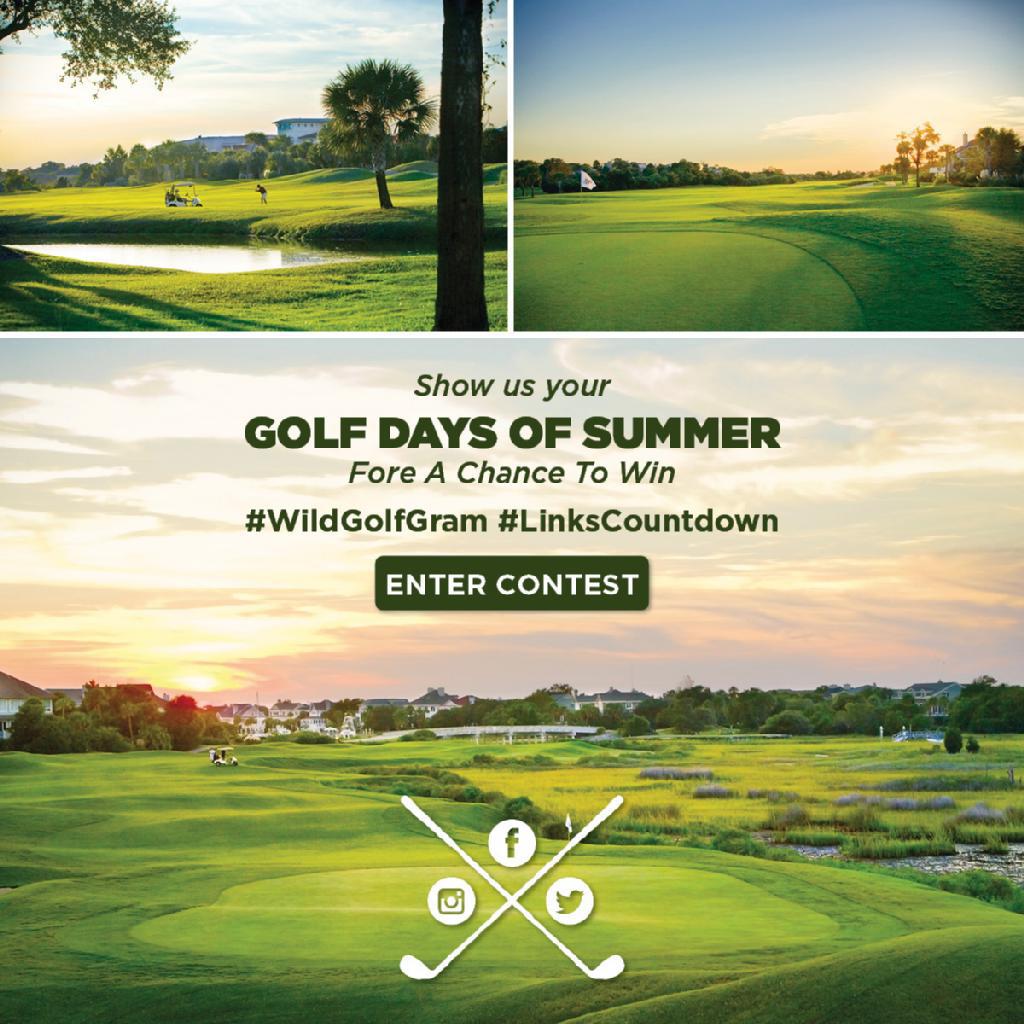 Show us your
GOLF DAYS OF SUMMER
Fore A Chance To Win
#WildGolfGram #LinksCountdown
ENTER CONTEST